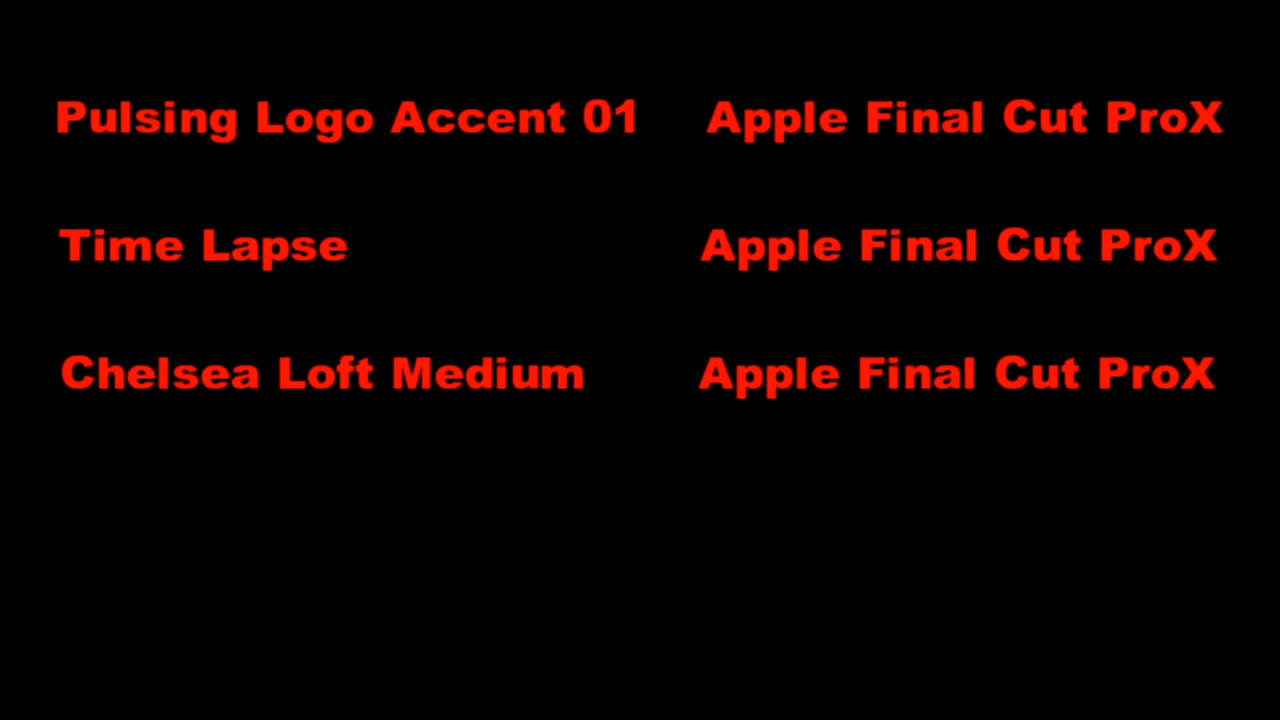 Pulsing Logo Accent 01 Apple Final Cut ProX
Time Lapse Apple Final Cut ProX
Chelsea Loft Medium Apple Final Cut ProX